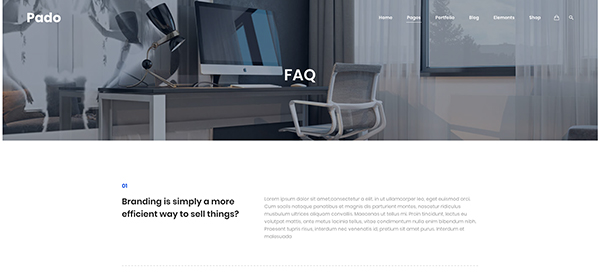 Pado
Home Pages Portfolio Blog Elements Shop
FAQ
01
Branding is simply a more
efficient way to sell things?
Lorem ipsum dolor sit amet,consectetur a elit. In ut ullamcorper leo, eget euismod orci.
Cum sociis natoque penatibus et magnis dis parturient montes, nascetur ridiculus
musbulum ultricies aliquam convallis. Maecenas ut tellus mi. Proin tincidunt, lectus eu
volutpat mattis, ante metus lacinia tellus, vitae condimentum nulla enim bibendum nibh.
Praesent turpis risus, interdum nec venenatis id, pretium sit amet purus. Interdum et
malesuada